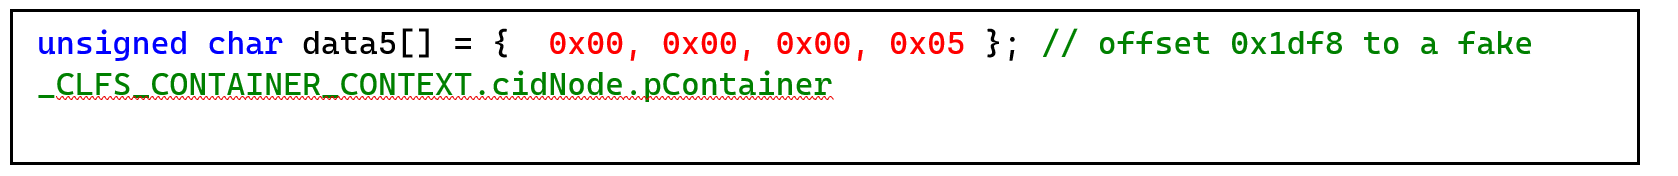 unsigned char data5[] = {  0x00, 0x00, 0x00, 0x05 }; // offset 0x1df8 to a fake
_CLFS_CONTAINER_CONTEXT.cidNode.pContainer